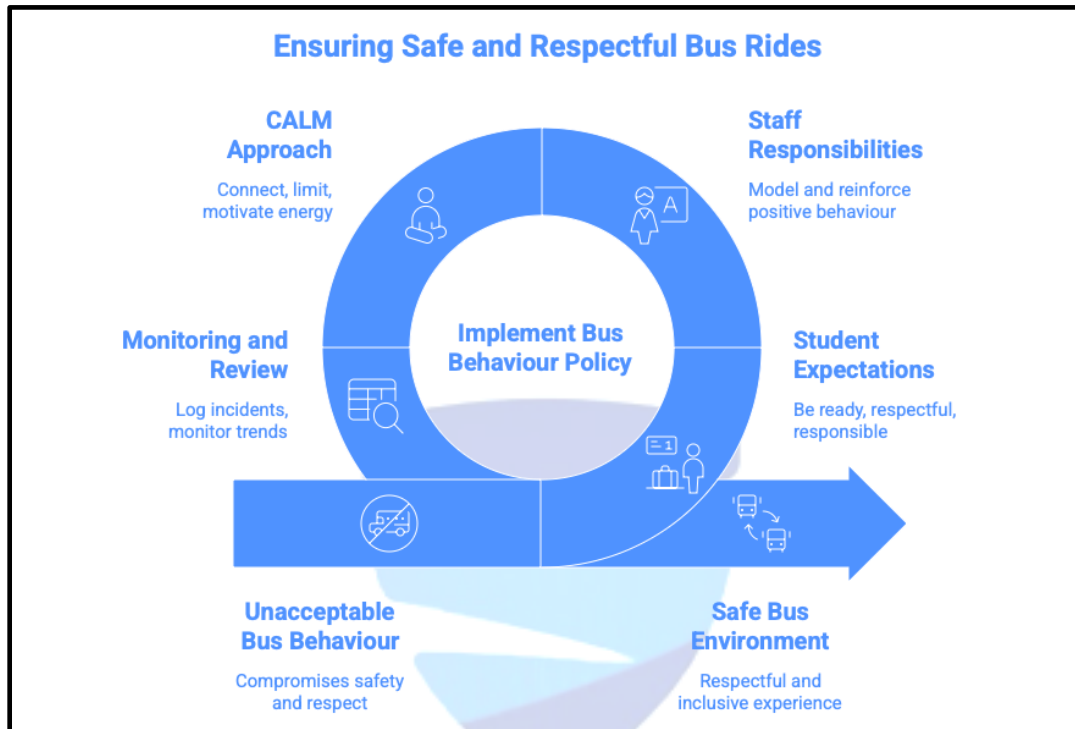 Ensuring Safe and Respectful Bus Rides
CALM
Approach
Connect, limit,
motivate energy
Staff
Responsibilities
Model and reinforce
positive behaviour
A
Monitoring and
Review
Log incidents,
monitor trends
Implement Bus
Behaviour Policy
Student
Expectations
Be ready, respectful,
responsible
1
Unacceptable
Bus Behaviour
Compromises safety
and respect
Safe Bus
Environment
Respectful and
inclusive experience